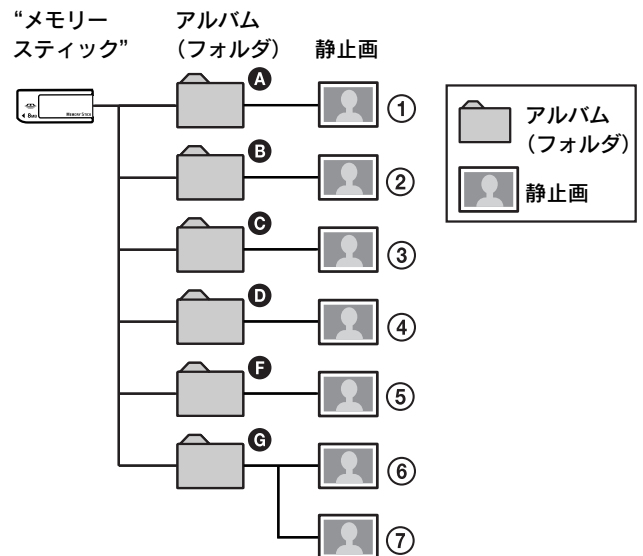 “メモリー
スティック”
アルバム
（フォルダ）
静止画
A
①
B
②
C
③
D
④
F
⑤
G
⑥
⑦
アルバム
（フォルダ）
静止画